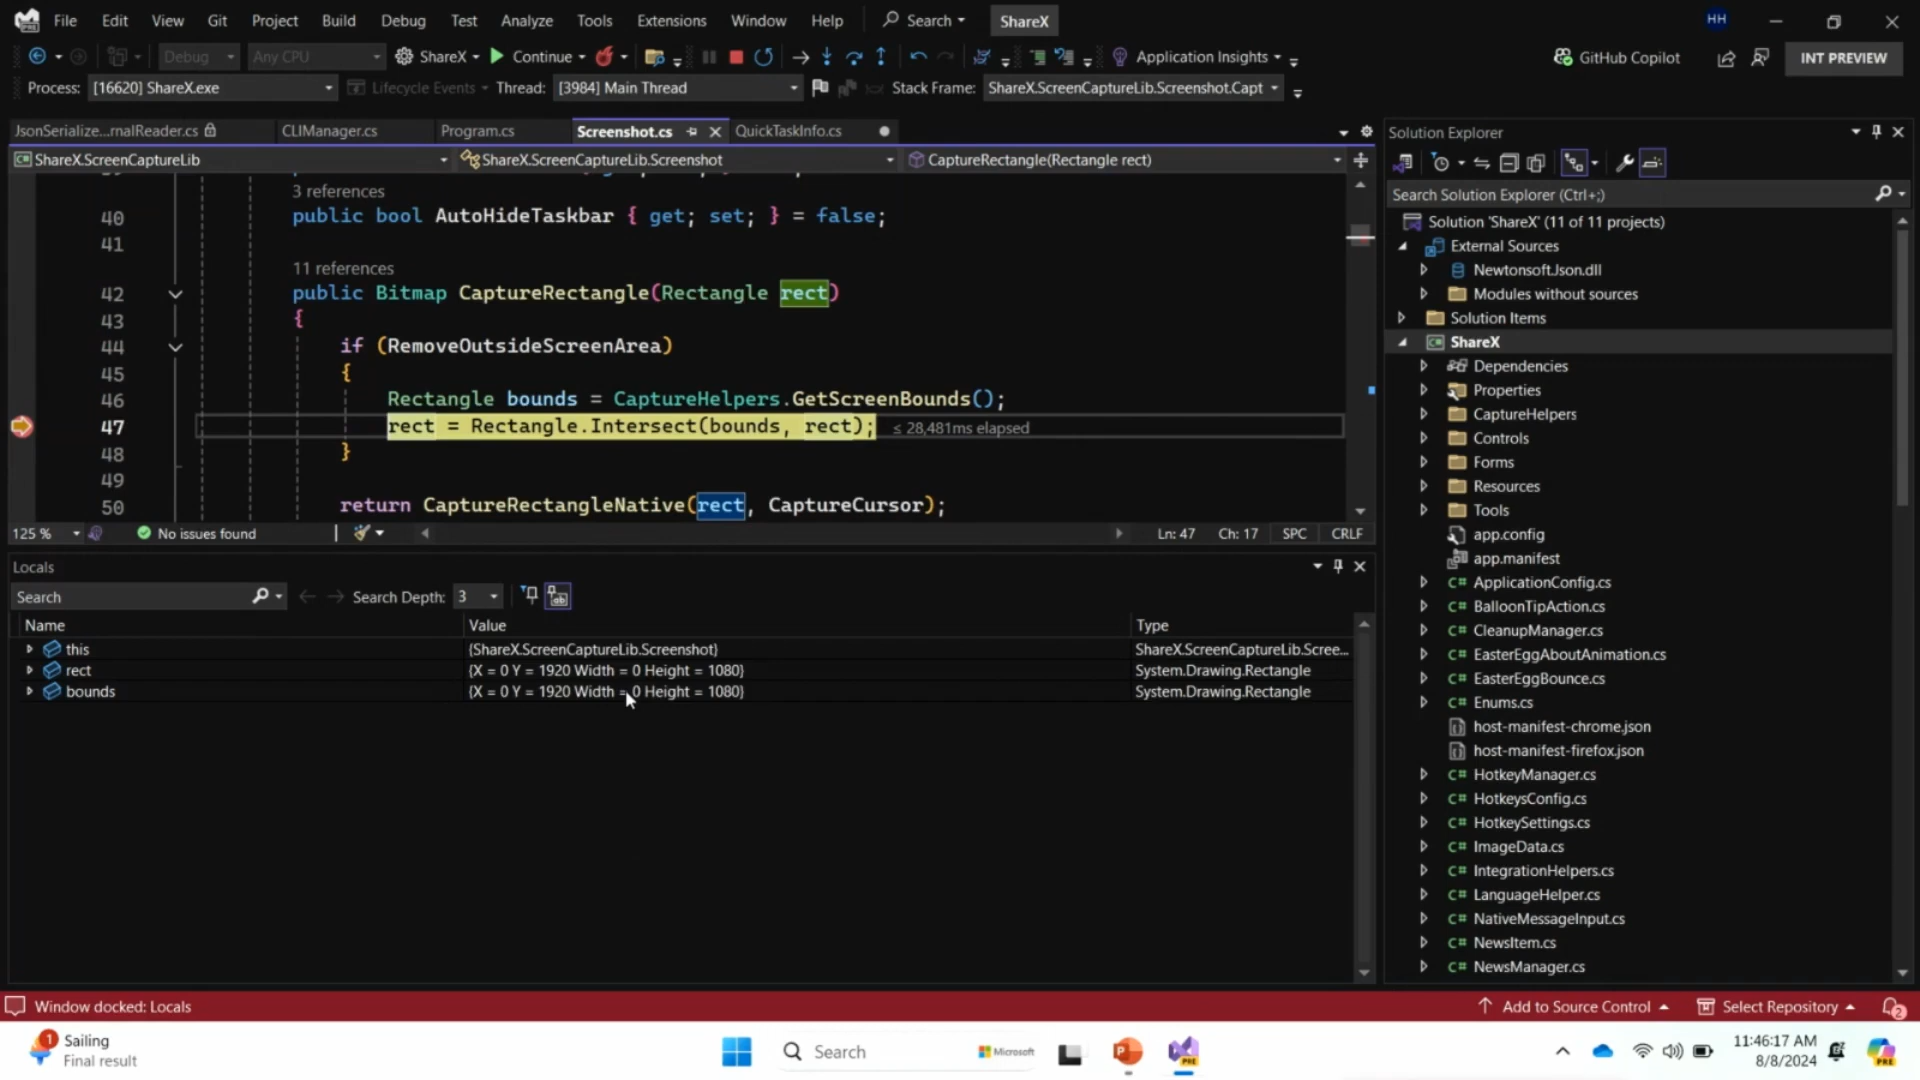 File Edit View Git Project Build Debug Test Analyze Tools Extensions Window Help Search ShareX HH
Debug Any CPU ShareX Continue Application Insights GitHub Copilot INT PREVIEW
Process: [16620] ShareX.exe Lifecycle Events Thread: [3984] Main Thread Stack Frame: ShareX.ScreenCaptureLib.Screenshot.Capt
JsonSerialize...rnalReader.cs CLIManager.cs Program.cs Screenshot.cs QuickTaskInfo.cs
ShareX.ScreenCaptureLib ShareX.ScreenCaptureLib.Screenshot CaptureRectangle(Rectangle rect)
3 references
40 public bool AutoHideTaskbar { get; set; } = false;
41
11 references
42 public Bitmap CaptureRectangle(Rectangle rect)
43 {
44 if (RemoveOutsideScreenArea)
45 {
46 Rectangle bounds = CaptureHelpers.GetScreenBounds();
47 rect = Rectangle.Intersect(bounds, rect); ≤ 28,481ms elapsed
48 }
49
50 return CaptureRectangleNative(rect, CaptureCursor);
125 % No issues found Ln: 47 Ch: 17 SPC CRLF
Locals
Search Search Depth: 3
Name Value Type
this {ShareX.ScreenCaptureLib.Screenshot} ShareX.ScreenCaptureLib.Scree...
rect {X = 0 Y = 1920 Width = 0 Height = 1080} System.Drawing.Rectangle
bounds {X = 0 Y = 1920 Width = 0 Height = 1080} System.Drawing.Rectangle
Solution Explorer
Search Solution Explorer (Ctrl+;)
Solution 'ShareX' (11 of 11 projects)
External Sources
Newtonsoft.Json.dll
Modules without sources
Solution Items
ShareX
Dependencies
Properties
CaptureHelpers
Controls
Forms
Resources
Tools
app.config
app.manifest
C# ApplicationConfig.cs
C# BalloonTipAction.cs
C# CleanupManager.cs
C# EasterEggAboutAnimation.cs
C# EasterEggBounce.cs
C# Enums.cs
host-manifest-chrome.json
host-manifest-firefox.json
C# HotkeyManager.cs
C# HotkeysConfig.cs
C# HotkeySettings.cs
C# ImageData.cs
C# IntegrationHelpers.cs
C# LanguageHelper.cs
C# NativeMessageInput.cs
C# NewsItem.cs
C# NewsManager.cs
Window docked: Locals Add to Source Control Select Repository 2
1 Sailing
Final result
Search Microsoft
PRE
11:46:17 AM
8/8/2024
PRE